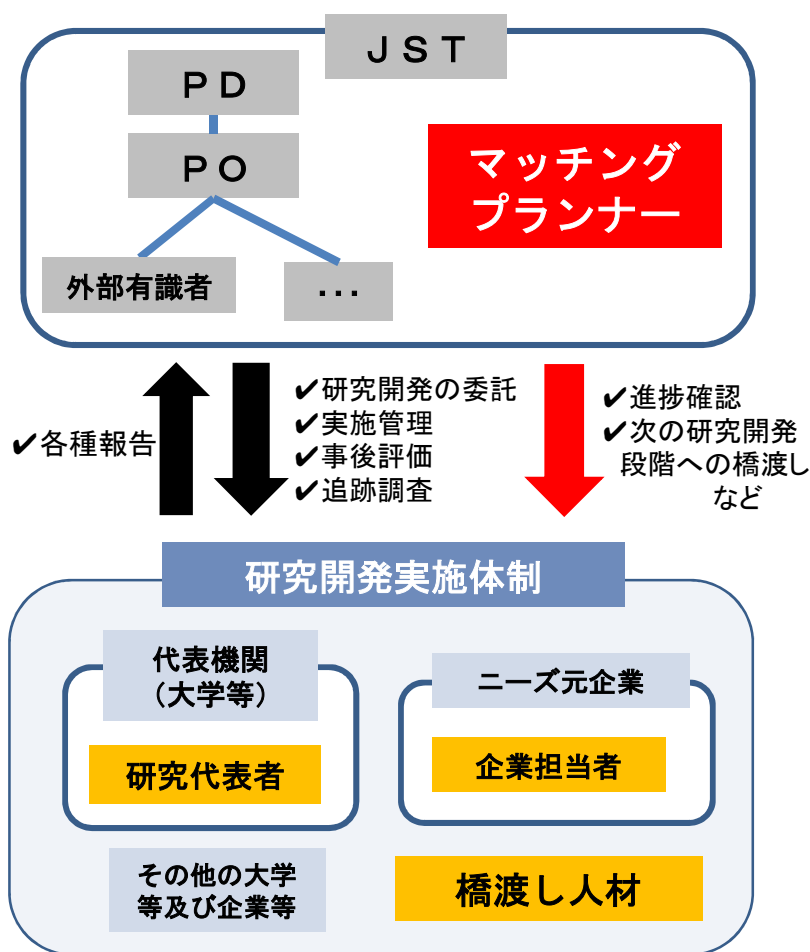 ＪＳＴ
ＰＤ
ＰＯ
マッチング
プランナー
外部有識者
・・・
✔各種報告
✔研究開発の委託
✔実施管理
✔事後評価
✔追跡調査
✔進捗確認
✔次の研究開発
段階への橋渡し
など
研究開発実施体制
代表機関
（大学等）
研究代表者
ニーズ元企業
企業担当者
その他の大学
等及び企業等
橋渡し人材